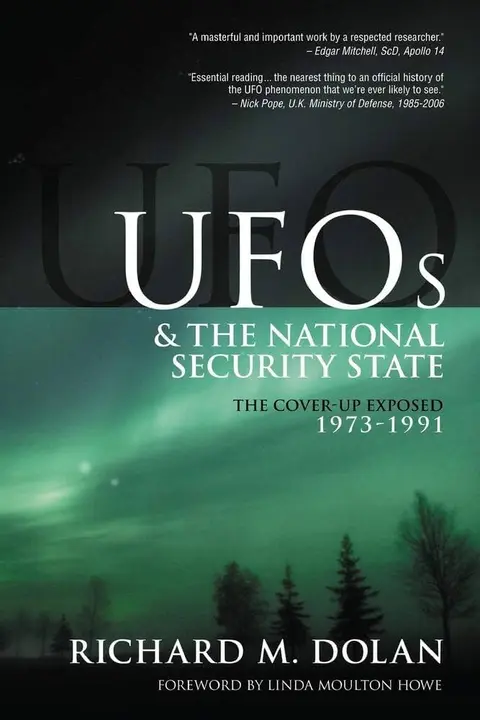 "A masterful and important work by a respected researcher."
– Edgar Mitchell, ScD, Apollo 14
"Essential reading... the nearest thing to an official history
of the UFO phenomenon that we're ever likely to see."
– Nick Pope, U.K. Ministry of Defense, 1985-2006
UFO
UFOs
& THE NATIONAL
SECURITY STATE
THE COVER-UP EXPOSED
1973-1991
RICHARD M. DOLAN
FOREWORD BY LINDA MOULTON HOWE